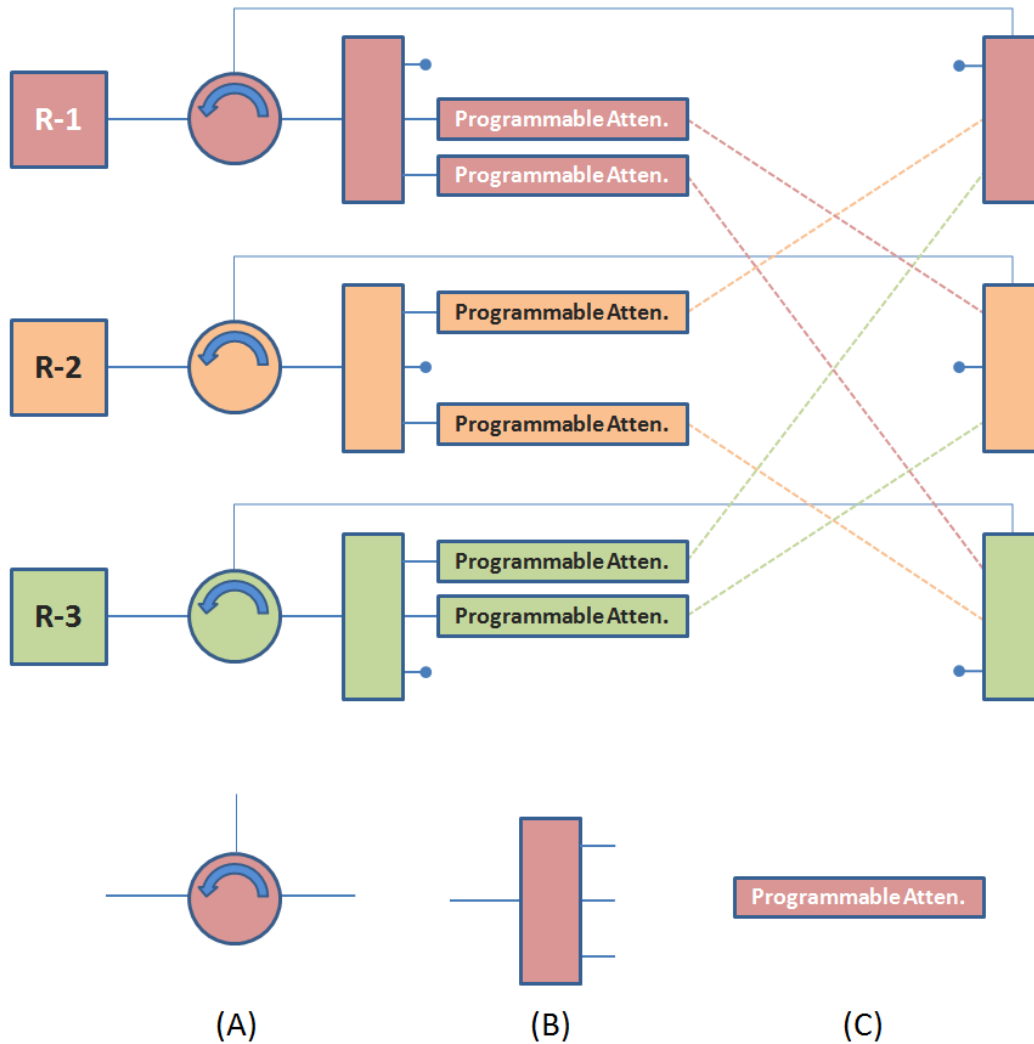 R-1
Programmable Atten.
Programmable Atten.
R-2
Programmable Atten.
Programmable Atten.
R-3
Programmable Atten.
Programmable Atten.
Programmable Atten.
(A)
(B)
(C)